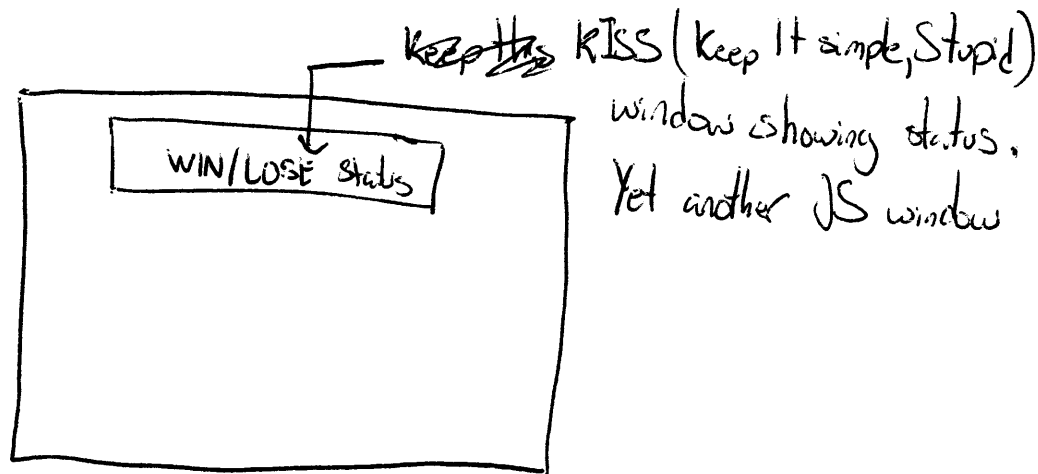 KISS (Keep It simple, Stupid)
window showing status.
Yet another JS window
WIN/LOSE status